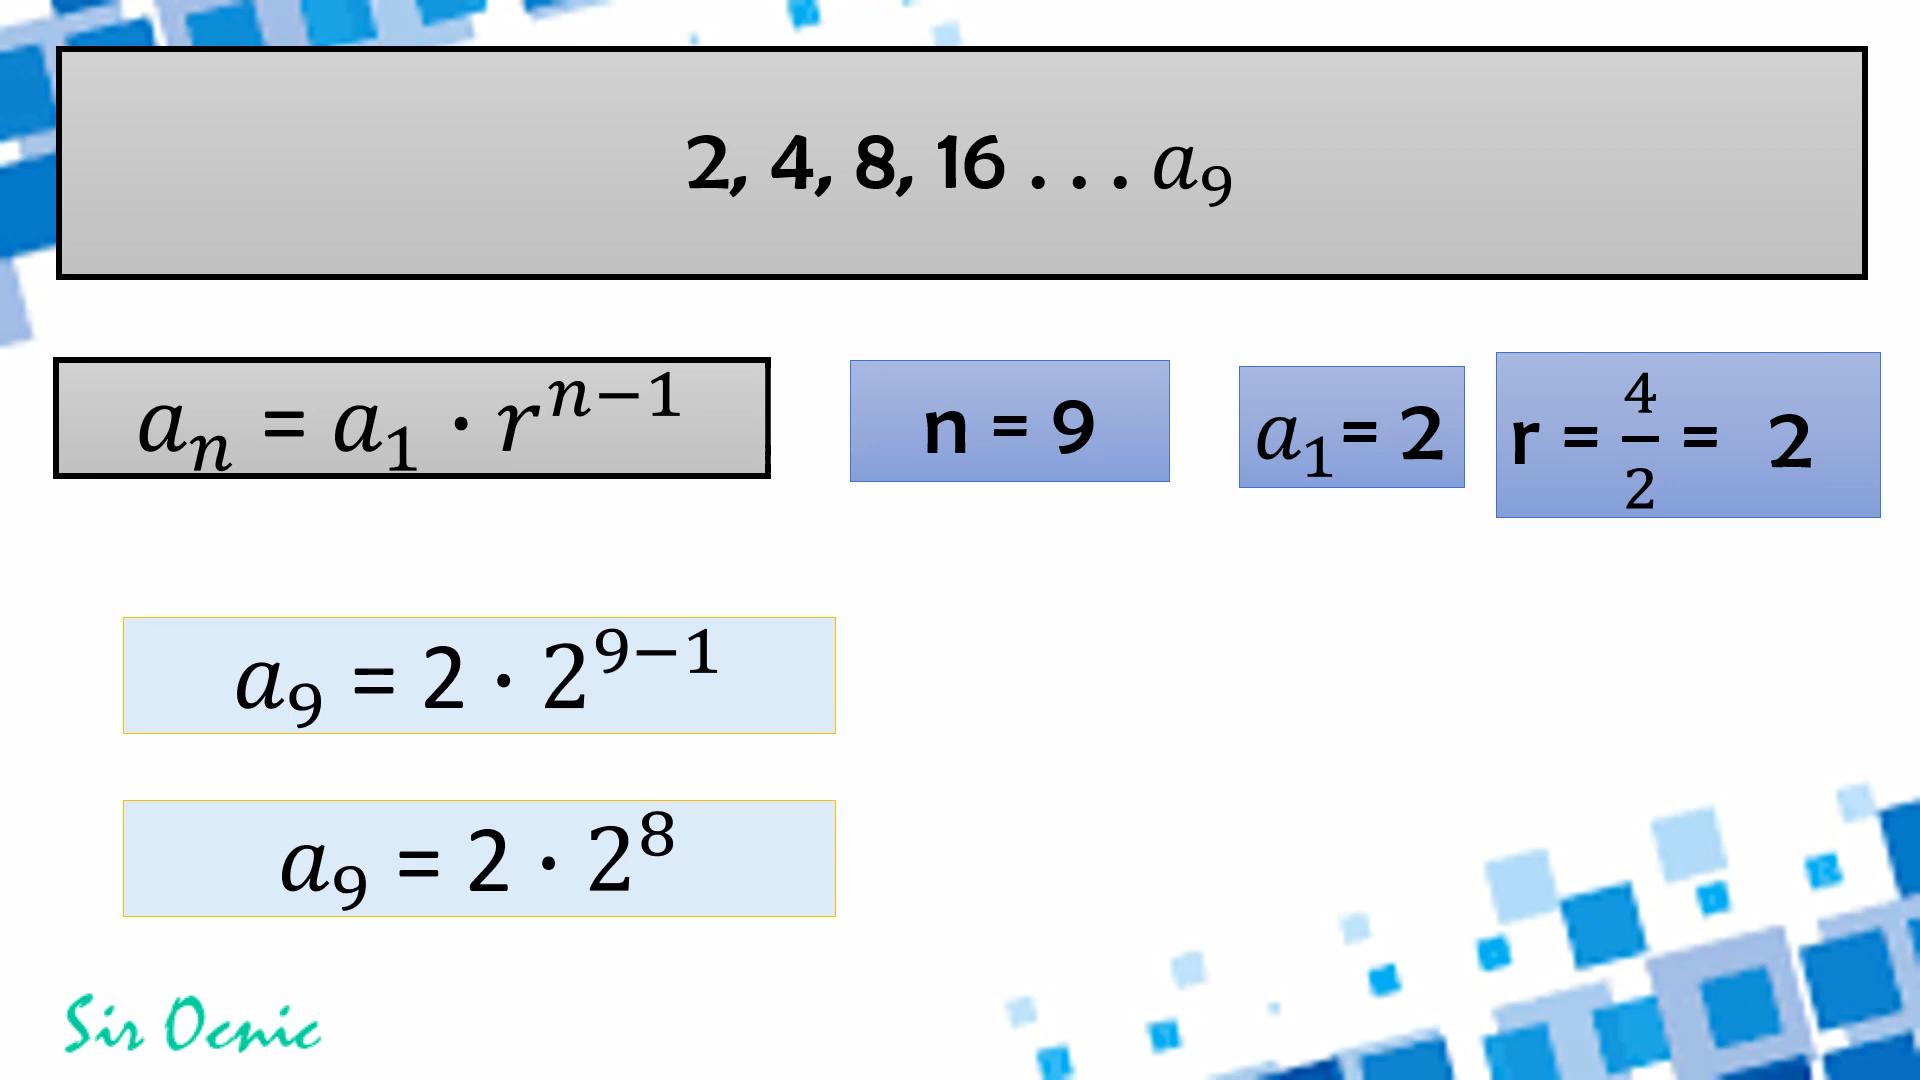 2, 4, 8, 16 . . . a₉
aₙ = a₁ · rⁿ⁻¹
n = 9
a₁ = 2
r = 4/2 = 2
a₉ = 2 · 2⁹⁻¹
a₉ = 2 · 2⁸
Sir Ocnic